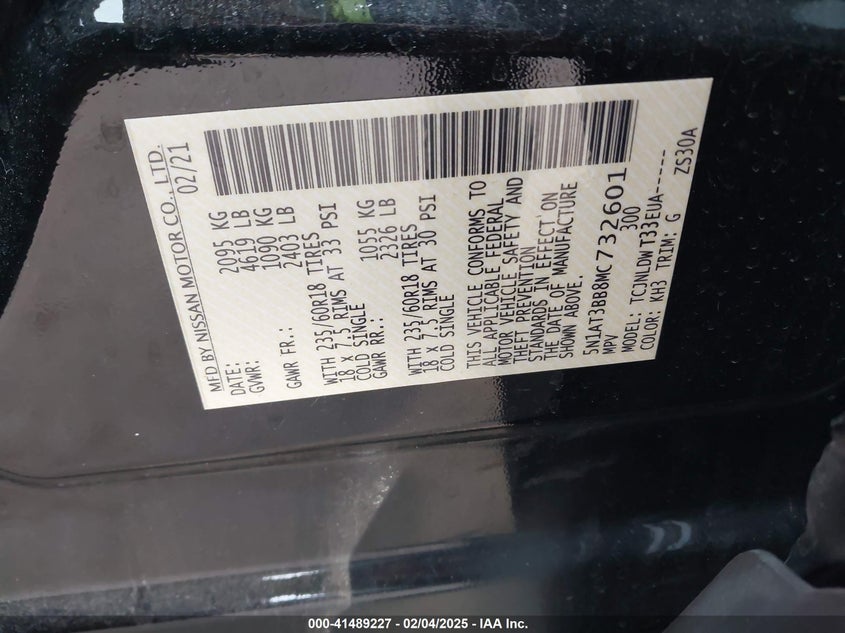 MFD BY NISSAN MOTOR CO., LTD.
DATE: 02/21
GVWR: 2095 KG
4619 LB
GAWR FR.: 1090 KG
2403 LB
WITH 235/60R18 TIRES
18 X 7.5 RIMS AT 33 PSI
COLD SINGLE
GAWR RR.: 1055 KG
2326 LB
WITH 235/60R18 TIRES
18 X 7.5 RIMS AT 30 PSI
COLD SINGLE
THIS VEHICLE CONFORMS TO
ALL APPLICABLE FEDERAL
MOTOR VEHICLE SAFETY AND
THEFT PREVENTION
STANDARDS IN EFFECT ON
THE DATE OF MANUFACTURE
SHOWN ABOVE.
5N1AT3BB8MC732601
MPV 300
MODEL: TCJNLDWT33EUA-----
COLOR: KH3 TRIM: G ZS30A
000-41489227 - 02/04/2025 - IAA Inc.